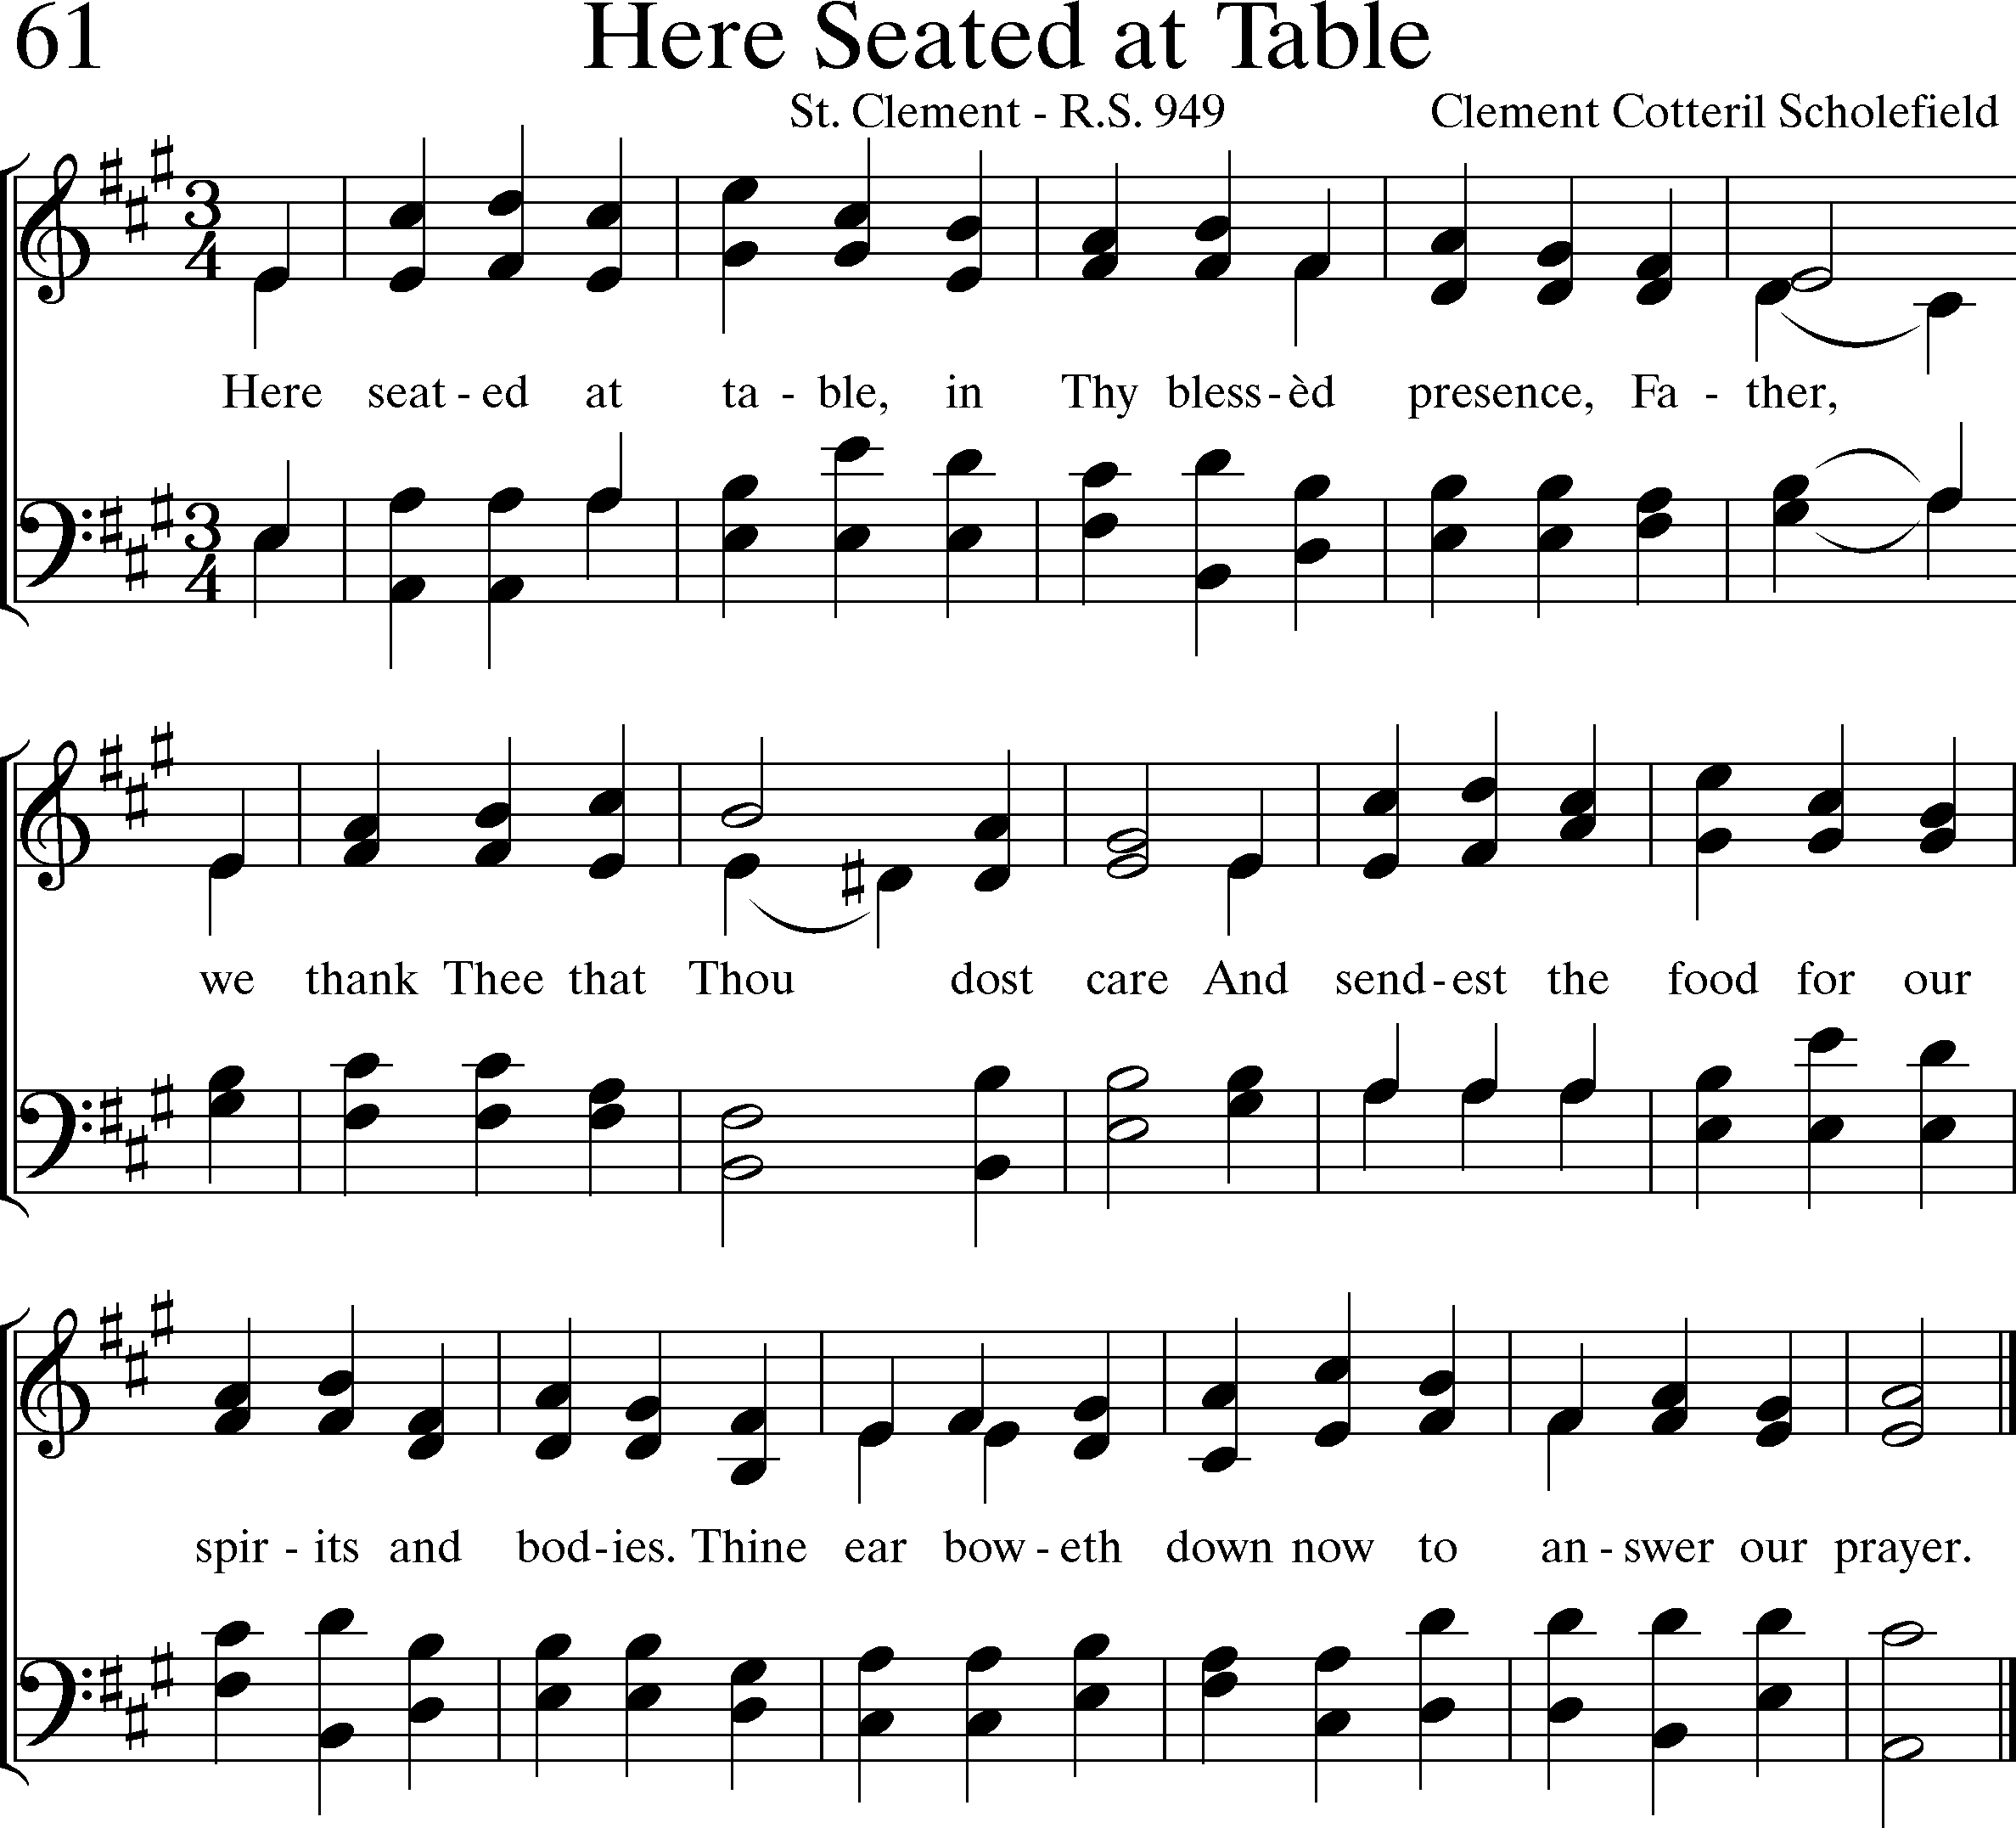 61 Here Seated at Table
St. Clement - R.S. 949 Clement Cotteril Scholefield
3 4
Here seat - ed at ta - ble, in Thy bless - èd presence, Fa - ther,
3 4
we thank Thee that Thou dost care And send - est the food for our
spir - its and bod - ies. Thine ear bow - eth down now to an - swer our prayer.